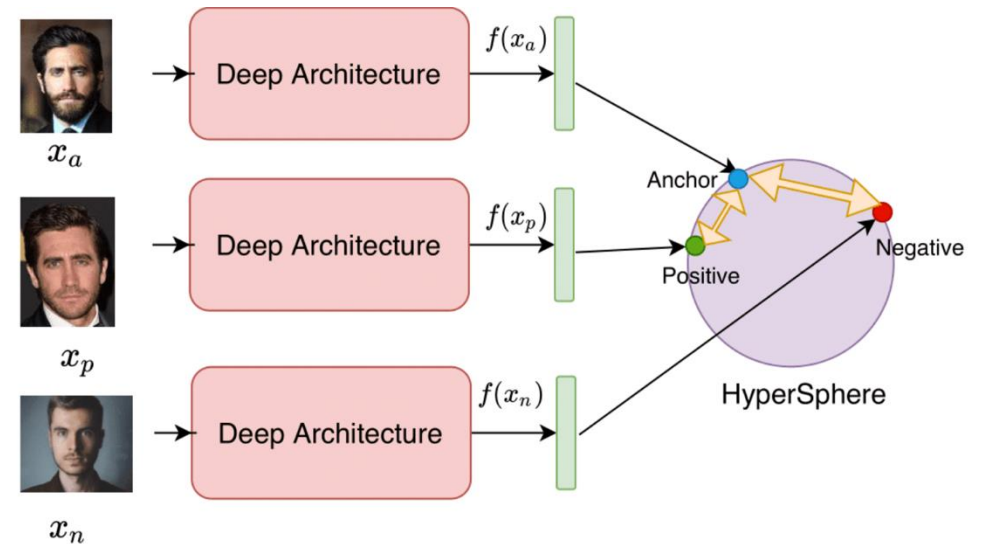 Deep Architecture
f(x_a)
x_a
Anchor
Deep Architecture
f(x_p)
Positive
Negative
x_p
HyperSphere
Deep Architecture
f(x_n)
x_n